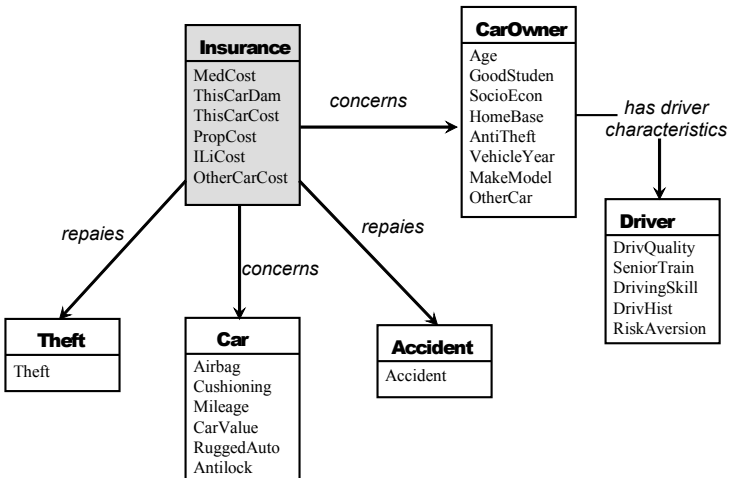 Insurance
MedCost
ThisCarDam
ThisCarCost
PropCost
ILiCost
OtherCarCost
concerns
CarOwner
Age
GoodStuden
SocioEcon
HomeBase
AntiTheft
VehicleYear
MakeModel
OtherCar
has driver
characteristics
Driver
DrivQuality
SeniorTrain
DrivingSkill
DrivHist
RiskAversion
repaies
concerns
repaies
Theft
Theft
Car
Airbag
Cushioning
Mileage
CarValue
RuggedAuto
Antilock
Accident
Accident